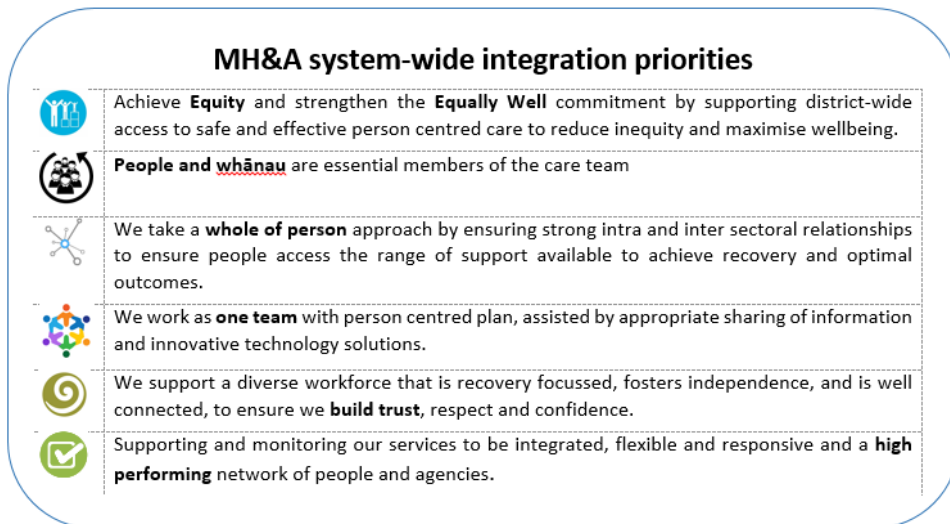 MH&A system-wide integration priorities
Achieve Equity and strengthen the Equally Well commitment by supporting district-wide
access to safe and effective person centred care to reduce inequity and maximise wellbeing.
People and whānau are essential members of the care team
We take a whole of person approach by ensuring strong intra and inter sectoral relationships
to ensure people access the range of support available to achieve recovery and optimal
outcomes.
We work as one team with person centred plan, assisted by appropriate sharing of information
and innovative technology solutions.
We support a diverse workforce that is recovery focussed, fosters independence, and is well
connected, to ensure we build trust, respect and confidence.
Supporting and monitoring our services to be integrated, flexible and responsive and a high
performing network of people and agencies.